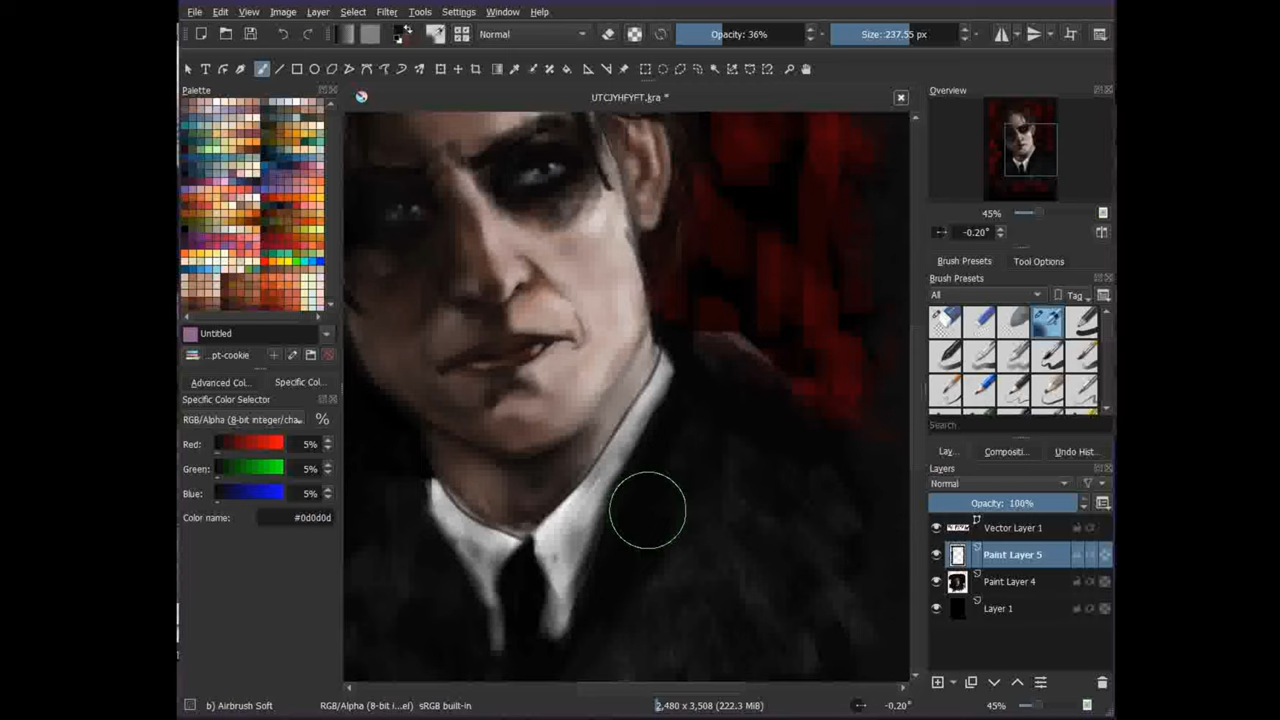 File Edit View Image Layer Select Filter Tools Settings Window Help
Normal
Opacity: 36%
Size: 237.55 px
Palette
UTCJYHFYFT.kra *
Overview
45%
-0.20°
Brush Presets Tool Options
Brush Presets
All
Tag
Search
Untitled
...pt-cookie
Advanced Col... Specific Col...
Specific Color Selector
RGB/Alpha (8-bit integer/cha...
%
Red: 5%
Green: 5%
Blue: 5%
Color name: #0d0d0d
Lay... Compositi... Undo Hist...
Layers
Normal
Opacity: 100%
Vector Layer 1
Paint Layer 5
Paint Layer 4
Layer 1
b) Airbrush Soft
RGB/Alpha (8-bit i...el) sRGB built-in
2,480 x 3,508 (222.3 MiB)
-0.20°
45%